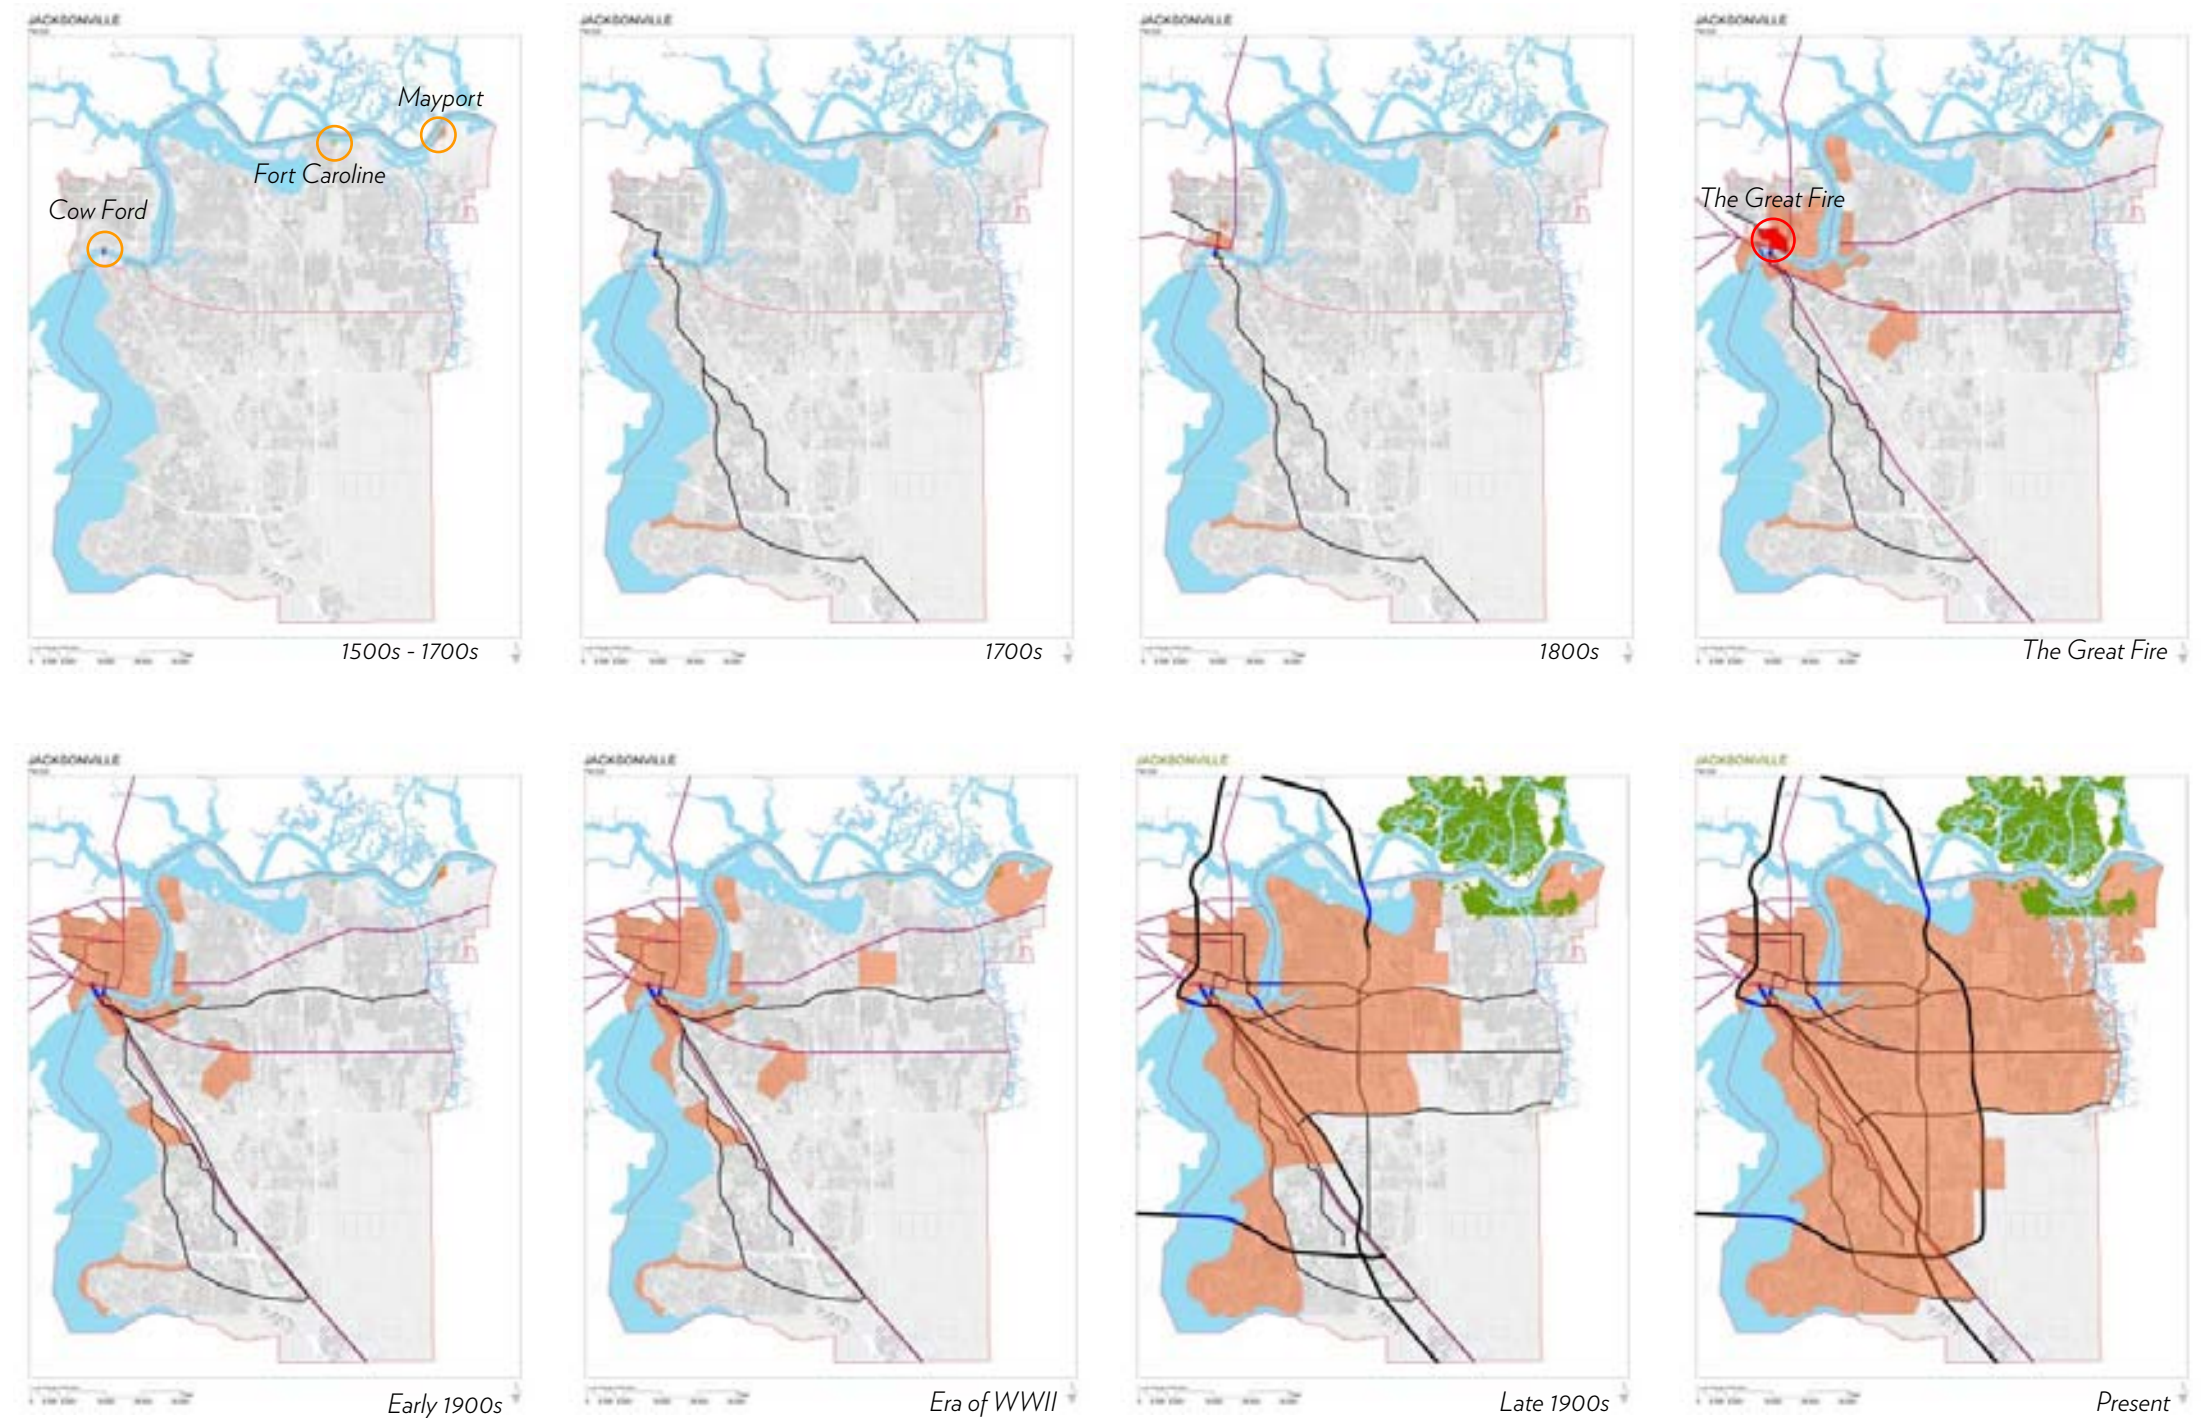 JACKSONVILLE
JACKSONVILLE
JACKSONVILLE
JACKSONVILLE
Mayport
Fort Caroline
Cow Ford
The Great Fire
1500s - 1700s
1700s
1800s
The Great Fire
JACKSONVILLE
JACKSONVILLE
JACKSONVILLE
JACKSONVILLE
Early 1900s
Era of WWII
Late 1900s
Present